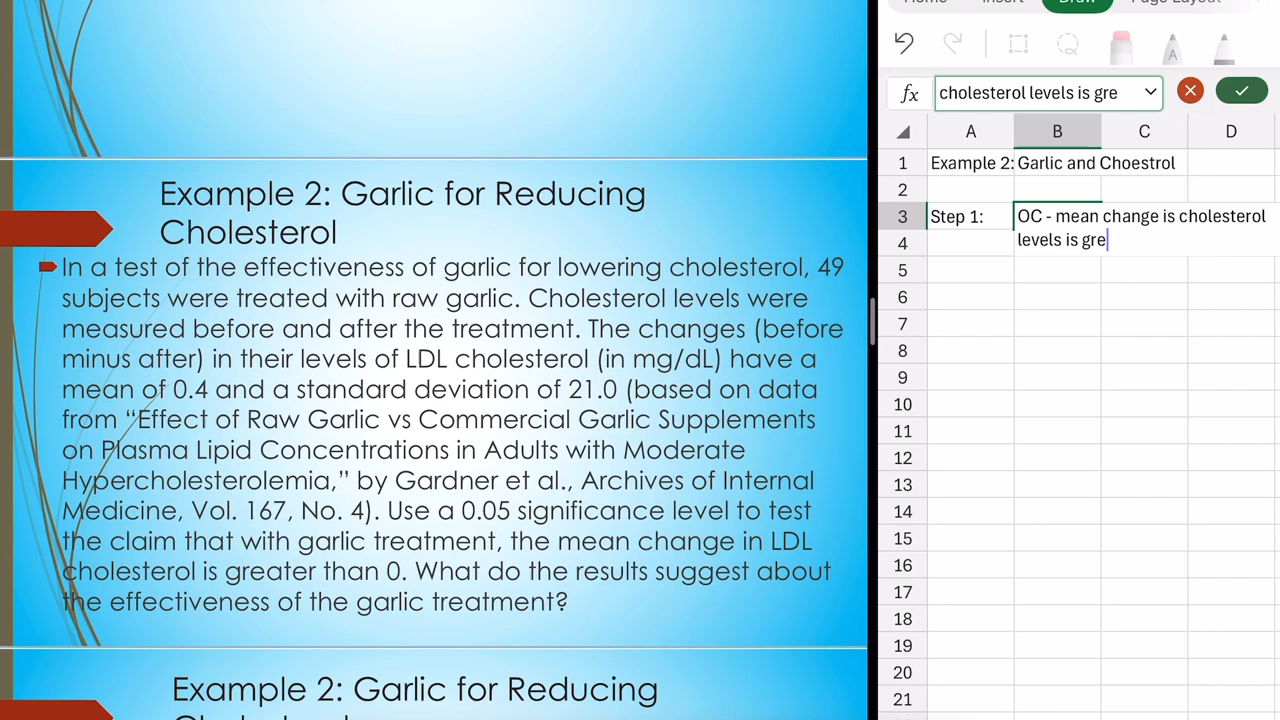 Example 2: Garlic for Reducing
Cholesterol
In a test of the effectiveness of garlic for lowering cholesterol, 49
subjects were treated with raw garlic. Cholesterol levels were
measured before and after the treatment. The changes (before
minus after) in their levels of LDL cholesterol (in mg/dL) have a
mean of 0.4 and a standard deviation of 21.0 (based on data
from “Effect of Raw Garlic vs Commercial Garlic Supplements
on Plasma Lipid Concentrations in Adults with Moderate
Hypercholesterolemia,” by Gardner et al., Archives of Internal
Medicine, Vol. 167, No. 4). Use a 0.05 significance level to test
the claim that with garlic treatment, the mean change in LDL
cholesterol is greater than 0. What do the results suggest about
the effectiveness of the garlic treatment?
Example 2: Garlic for Reducing
Home Insert Draw Page Layout
A
fx cholesterol levels is gre
A B C D
1 Example 2: Garlic and Choestrol
2
3 Step 1: OC - mean change is cholesterol
4 levels is gre
5
6
7
8
9
10
11
12
13
14
15
16
17
18
19
20
21